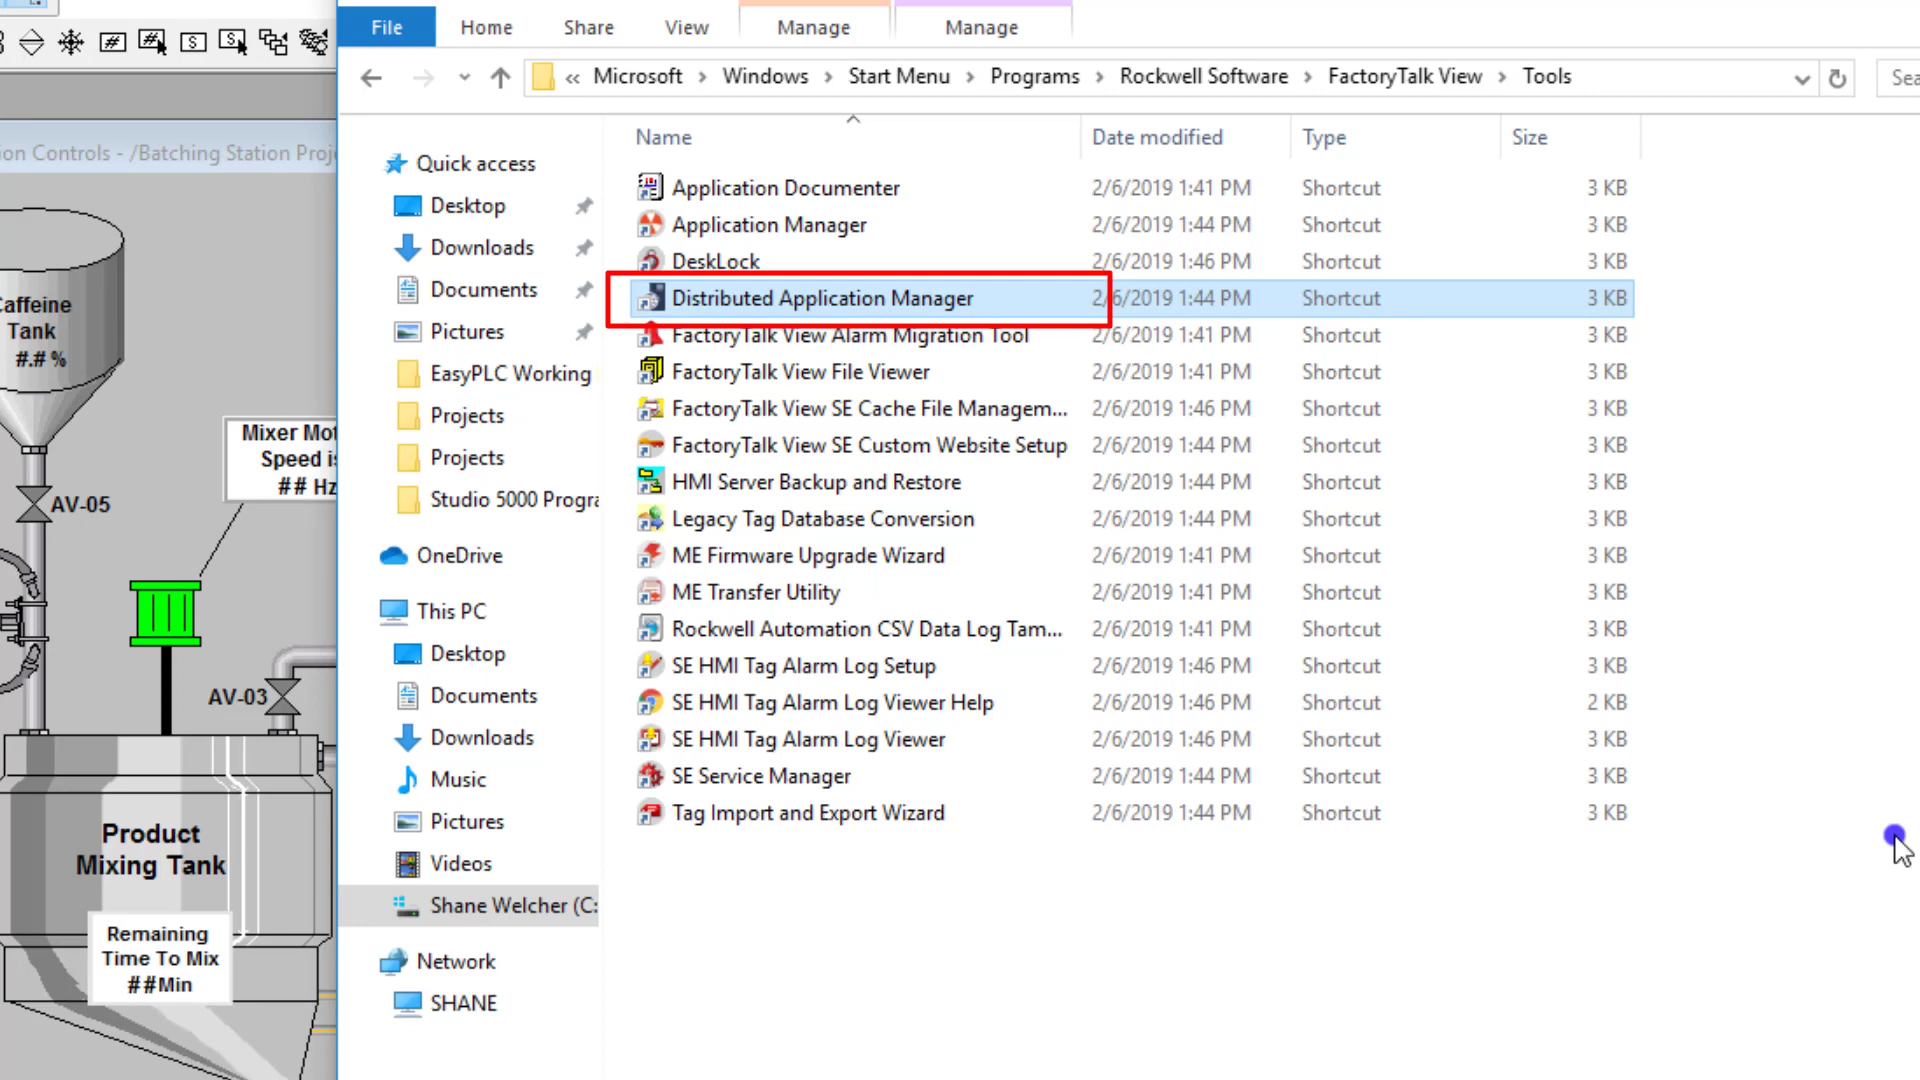 File
Home
Share
View
Manage
Manage
« Microsoft > Windows > Start Menu > Programs > Rockwell Software > FactoryTalk View > Tools
Sea
ion Controls - /Batching Station Proj
Caffeine
Tank
#.# %
Mixer Mot
Speed is
## Hz
AV-05
AV-03
Product
Mixing Tank
Remaining
Time To Mix
##Min
Quick access
Desktop
Downloads
Documents
Pictures
EasyPLC Working
Projects
Projects
Studio 5000 Progra
OneDrive
This PC
Desktop
Documents
Downloads
Music
Pictures
Videos
Shane Welcher (C:
Network
SHANE
Name Date modified Type Size
Application Documenter 2/6/2019 1:41 PM Shortcut 3 KB
Application Manager 2/6/2019 1:44 PM Shortcut 3 KB
DeskLock 2/6/2019 1:46 PM Shortcut 3 KB
Distributed Application Manager 2/6/2019 1:44 PM Shortcut 3 KB
FactoryTalk View Alarm Migration Tool 2/6/2019 1:41 PM Shortcut 3 KB
FactoryTalk View File Viewer 2/6/2019 1:41 PM Shortcut 3 KB
FactoryTalk View SE Cache File Managem... 2/6/2019 1:46 PM Shortcut 3 KB
FactoryTalk View SE Custom Website Setup 2/6/2019 1:44 PM Shortcut 3 KB
HMI Server Backup and Restore 2/6/2019 1:44 PM Shortcut 3 KB
Legacy Tag Database Conversion 2/6/2019 1:44 PM Shortcut 3 KB
ME Firmware Upgrade Wizard 2/6/2019 1:41 PM Shortcut 3 KB
ME Transfer Utility 2/6/2019 1:41 PM Shortcut 3 KB
Rockwell Automation CSV Data Log Tam... 2/6/2019 1:41 PM Shortcut 3 KB
SE HMI Tag Alarm Log Setup 2/6/2019 1:46 PM Shortcut 3 KB
SE HMI Tag Alarm Log Viewer Help 2/6/2019 1:46 PM Shortcut 2 KB
SE HMI Tag Alarm Log Viewer 2/6/2019 1:46 PM Shortcut 3 KB
SE Service Manager 2/6/2019 1:44 PM Shortcut 3 KB
Tag Import and Export Wizard 2/6/2019 1:44 PM Shortcut 3 KB